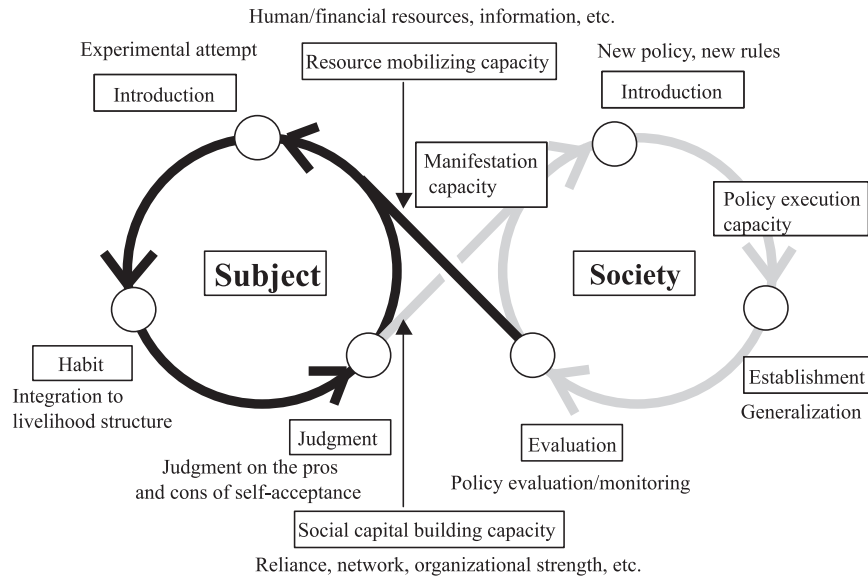 Human/financial resources, information, etc.
Experimental attempt
Resource mobilizing capacity
New policy, new rules
Introduction
Introduction
Manifestation
capacity
Policy execution
capacity
Subject
Society
Habit
Integration to
livelihood structure
Establishment
Generalization
Judgment
Judgment on the pros
and cons of self-acceptance
Evaluation
Policy evaluation/monitoring
Social capital building capacity
Reliance, network, organizational strength, etc.